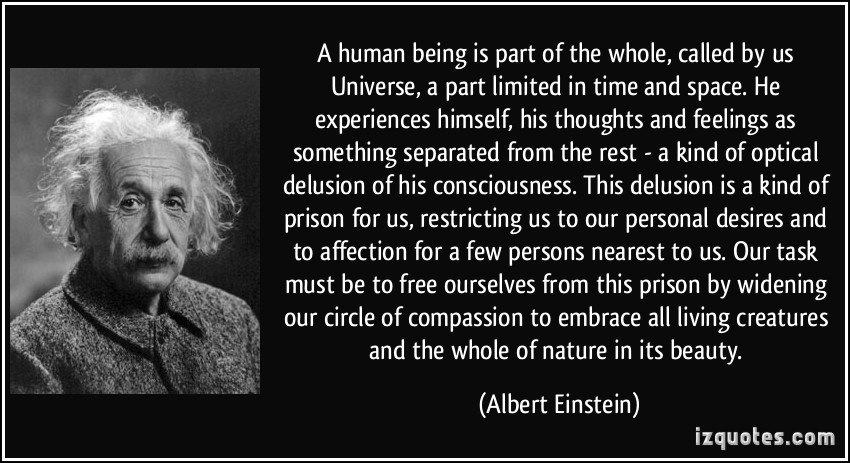 A human being is part of the whole, called by us
Universe, a part limited in time and space. He
experiences himself, his thoughts and feelings as
something separated from the rest - a kind of optical
delusion of his consciousness. This delusion is a kind of
prison for us, restricting us to our personal desires and
to affection for a few persons nearest to us. Our task
must be to free ourselves from this prison by widening
our circle of compassion to embrace all living creatures
and the whole of nature in its beauty.
(Albert Einstein)
izquotes.com